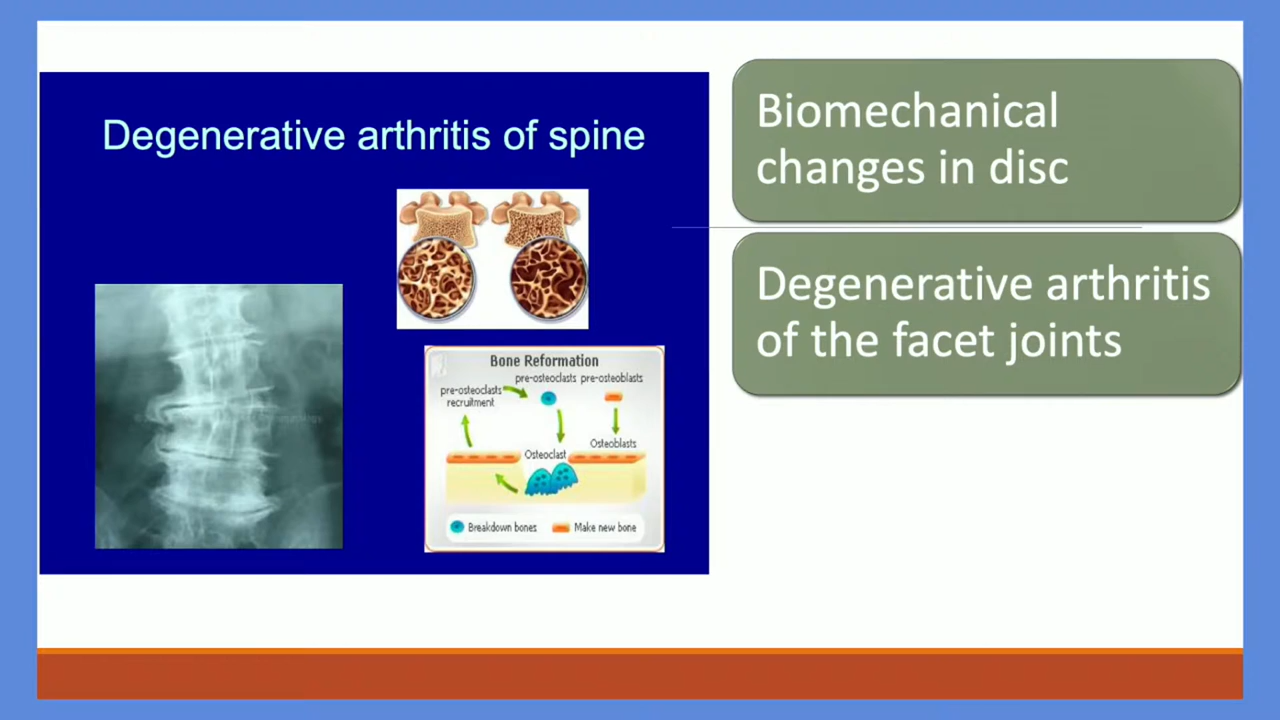 Degenerative arthritis of spine
Bone Reformation
pre-osteoclasts pre-osteoblasts
pre-osteoclasts
recruitment
Osteoblasts
Osteoclast
Breakdown bones
Make new bone
Biomechanical
changes in disc
Degenerative arthritis
of the facet joints